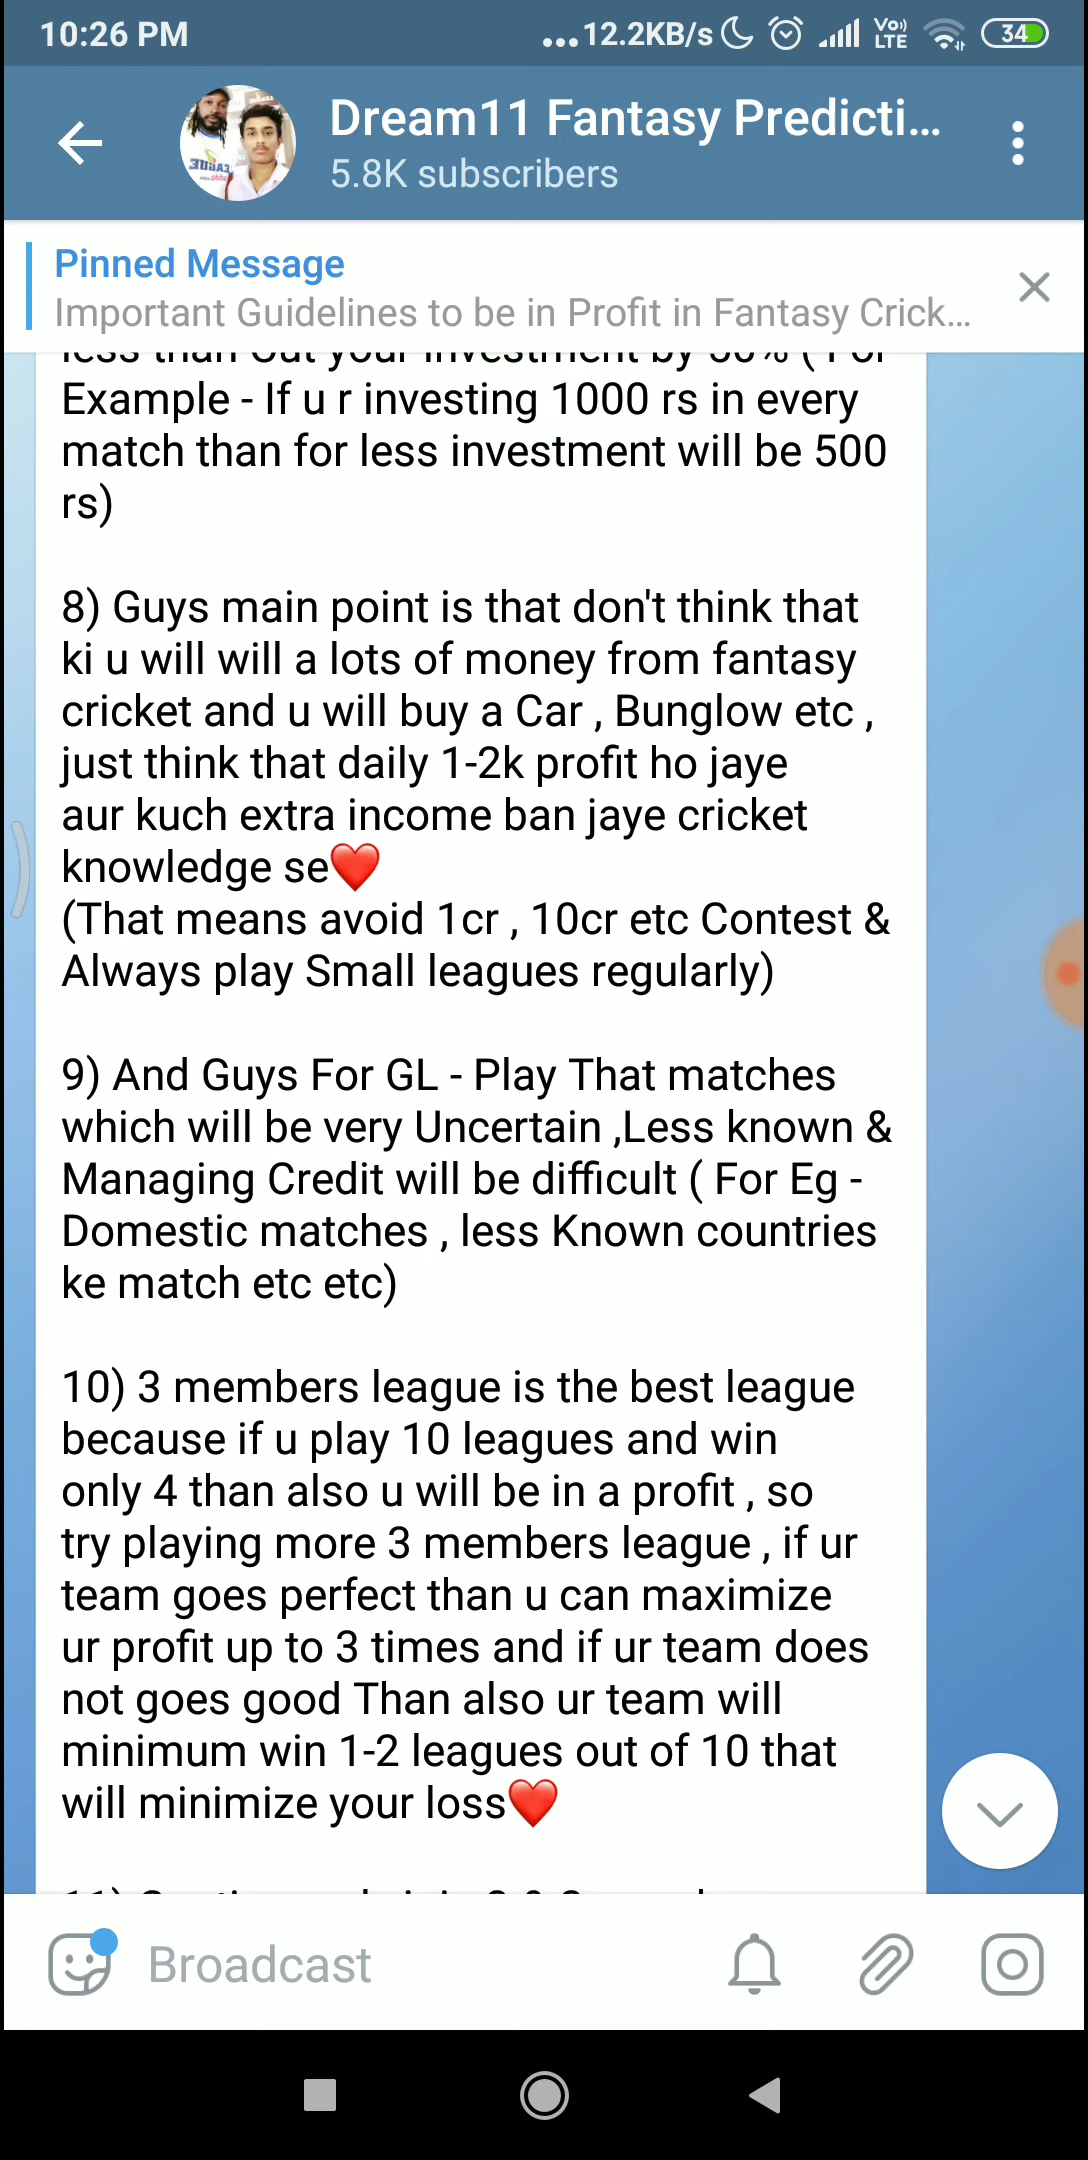 10:26 PM
...12.2KB/s
Vo))
LTE
34
Dream11 Fantasy Predicti...
5.8K subscribers
Pinned Message
Important Guidelines to be in Profit in Fantasy Crick...
less than Cut your investment by 50% ( For
Example - If u r investing 1000 rs in every
match than for less investment will be 500
rs)
8) Guys main point is that don't think that
ki u will will a lots of money from fantasy
cricket and u will buy a Car , Bunglow etc ,
just think that daily 1-2k profit ho jaye
aur kuch extra income ban jaye cricket
knowledge se❤️
(That means avoid 1cr , 10cr etc Contest &
Always play Small leagues regularly)
9) And Guys For GL - Play That matches
which will be very Uncertain ,Less known &
Managing Credit will be difficult ( For Eg -
Domestic matches , less Known countries
ke match etc etc)
10) 3 members league is the best league
because if u play 10 leagues and win
only 4 than also u will be in a profit , so
try playing more 3 members league , if ur
team goes perfect than u can maximize
ur profit up to 3 times and if ur team does
not goes good Than also ur team will
minimum win 1-2 leagues out of 10 that
will minimize your loss❤️
Broadcast